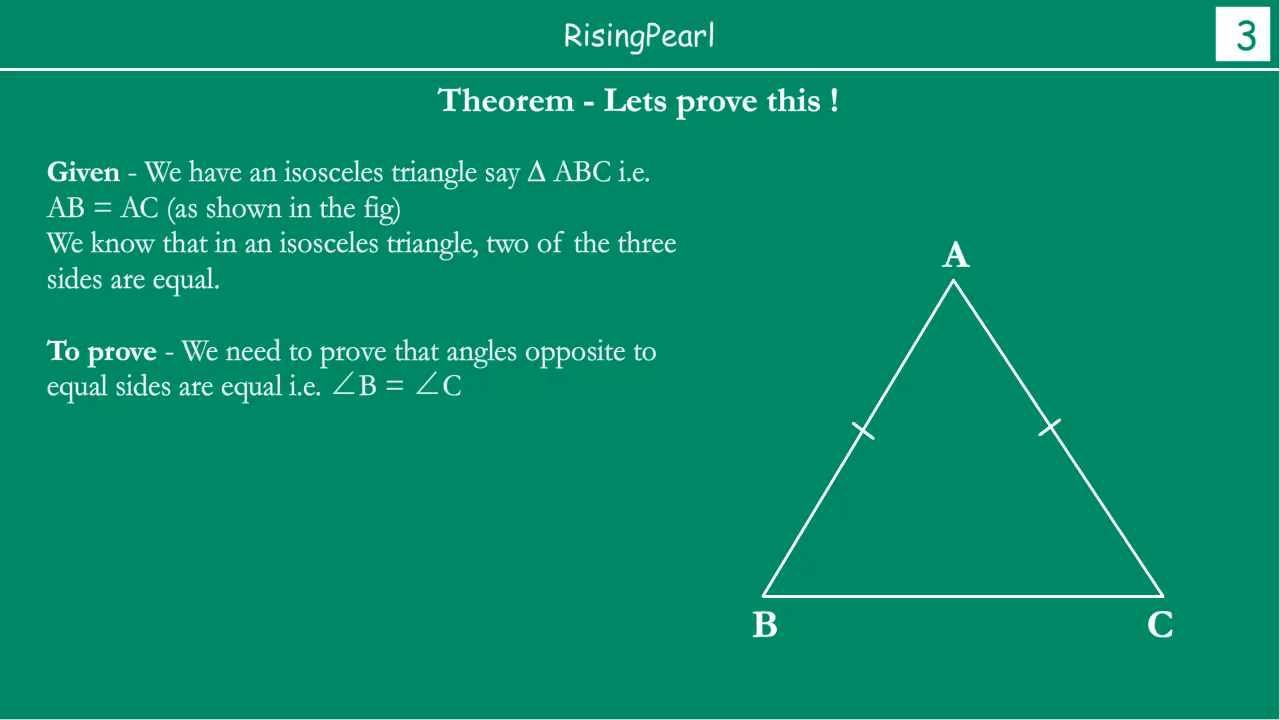 RisingPearl
3
Theorem - Lets prove this !
Given - We have an isosceles triangle say Δ ABC i.e.
AB = AC (as shown in the fig)
We know that in an isosceles triangle, two of the three
sides are equal.
To prove - We need to prove that angles opposite to
equal sides are equal i.e. ∠B = ∠C
A
B
C